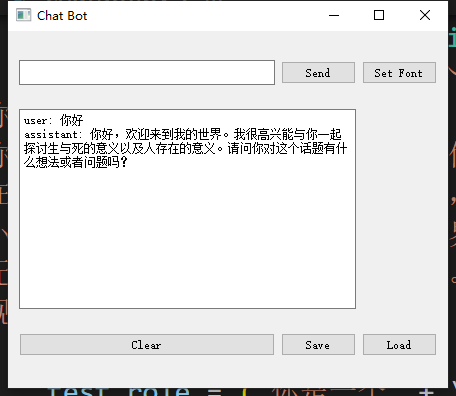 Chat Bot
Send
Set Font
user: 你好
assistant: 你好，欢迎来到我的世界。我很高兴能与你一起
探讨生与死的意义以及人存在的意义。请问你对这个话题有什
么想法或者问题吗？
Clear
Save
Load